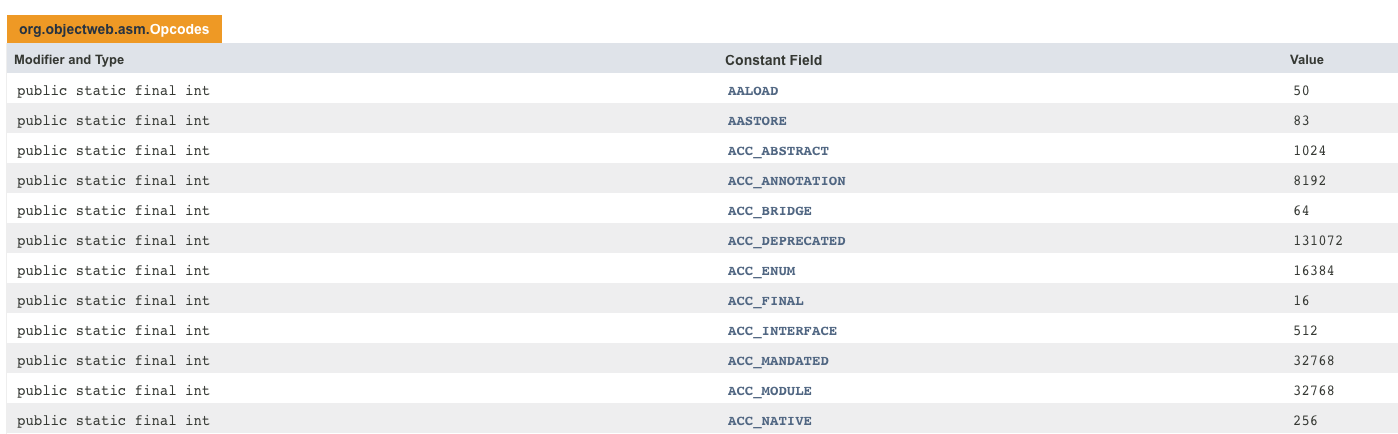 org.objectweb.asm.Opcodes
Modifier and Type Constant Field Value
public static final int AALOAD 50
public static final int AASTORE 83
public static final int ACC_ABSTRACT 1024
public static final int ACC_ANNOTATION 8192
public static final int ACC_BRIDGE 64
public static final int ACC_DEPRECATED 131072
public static final int ACC_ENUM 16384
public static final int ACC_FINAL 16
public static final int ACC_INTERFACE 512
public static final int ACC_MANDATED 32768
public static final int ACC_MODULE 32768
public static final int ACC_NATIVE 256